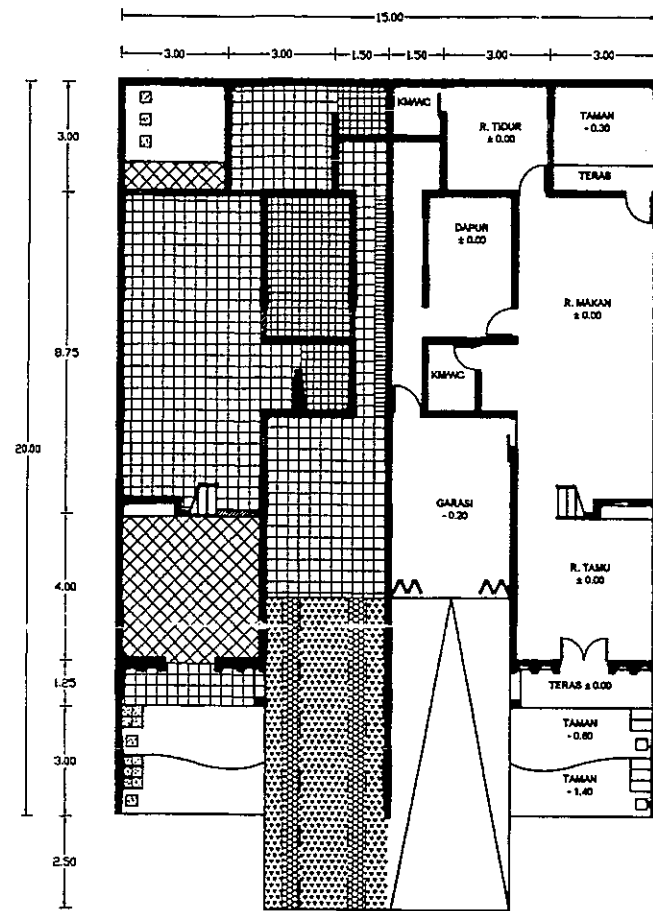 15.00
3.00 3.00 1.50 1.50 3.00 3.00
KM/WC
R. TIDUR
± 0.00
TAMAN
- 0.30
TERAS
3.00
DAPUR
± 0.00
R. MAKAN
± 0.00
8.75
KM/WC
20.00
GARASI
- 0.20
R. TAMU
± 0.00
4.00
TERAS ± 0.00
1.25
TAMAN
- 0.80
3.00
TAMAN
- 1.40
2.50